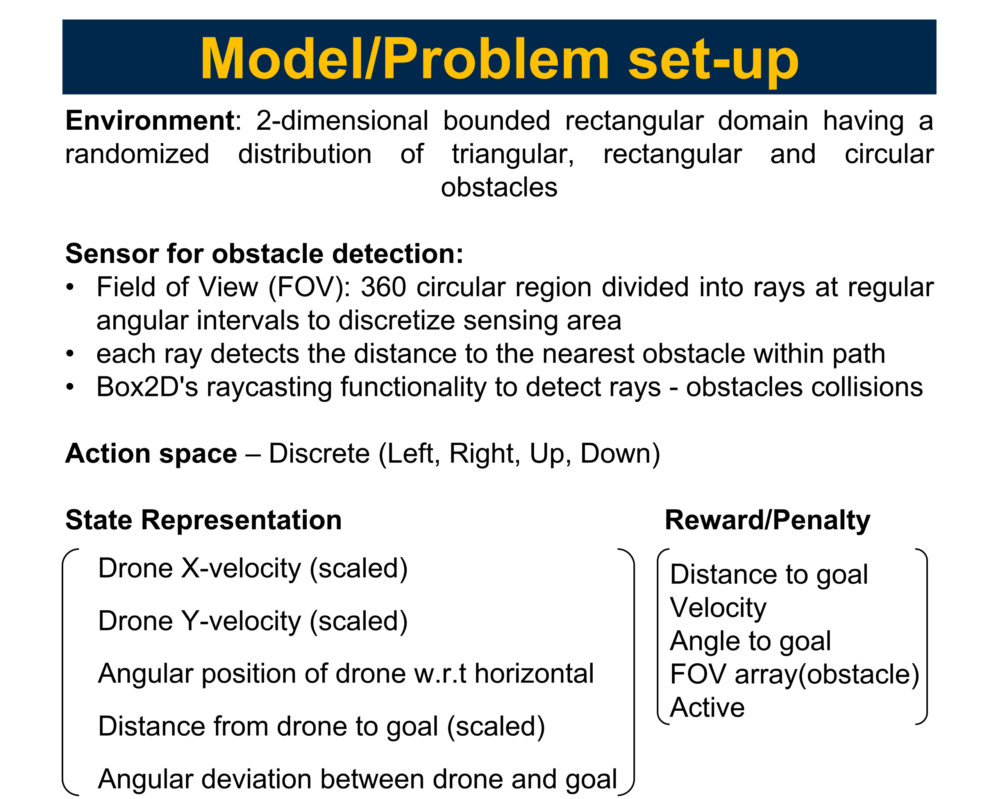 Model/Problem set-up
Environment: 2-dimensional bounded rectangular domain having a
randomized distribution of triangular, rectangular and circular
obstacles
Sensor for obstacle detection:
• Field of View (FOV): 360 circular region divided into rays at regular
angular intervals to discretize sensing area
• each ray detects the distance to the nearest obstacle within path
• Box2D's raycasting functionality to detect rays - obstacles collisions
Action space – Discrete (Left, Right, Up, Down)
State Representation
Drone X-velocity (scaled)
Drone Y-velocity (scaled)
Angular position of drone w.r.t horizontal
Distance from drone to goal (scaled)
Angular deviation between drone and goal
Reward/Penalty
Distance to goal
Velocity
Angle to goal
FOV array(obstacle)
Active